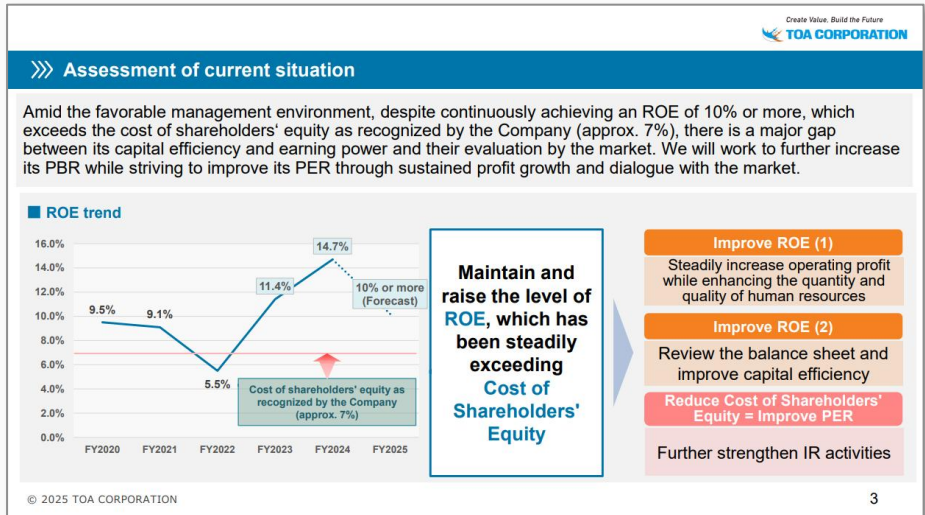 Create Value, Build the Future
TOA CORPORATION
Assessment of current situation
Amid the favorable management environment, despite continuously achieving an ROE of 10% or more, which
exceeds the cost of shareholders' equity as recognized by the Company (approx. 7%), there is a major gap
between its capital efficiency and earning power and their evaluation by the market. We will work to further increase
its PBR while striving to improve its PER through sustained profit growth and dialogue with the market.
ROE trend
16.0%
14.0%
12.0%
10.0%
8.0%
6.0%
4.0%
2.0%
0.0%
9.5%
9.1%
5.5%
11.4%
14.7%
10% or more
(Forecast)
Cost of shareholders' equity as
recognized by the Company
(approx. 7%)
FY2020
FY2021
FY2022
FY2023
FY2024
FY2025
Maintain and
raise the level of
ROE, which has
been steadily
exceeding
Cost of
Shareholders'
Equity
Improve ROE (1)
Steadily increase operating profit
while enhancing the quantity and
quality of human resources
Improve ROE (2)
Review the balance sheet and
improve capital efficiency
Reduce Cost of Shareholders'
Equity = Improve PER
Further strengthen IR activities
© 2025 TOA CORPORATION
3